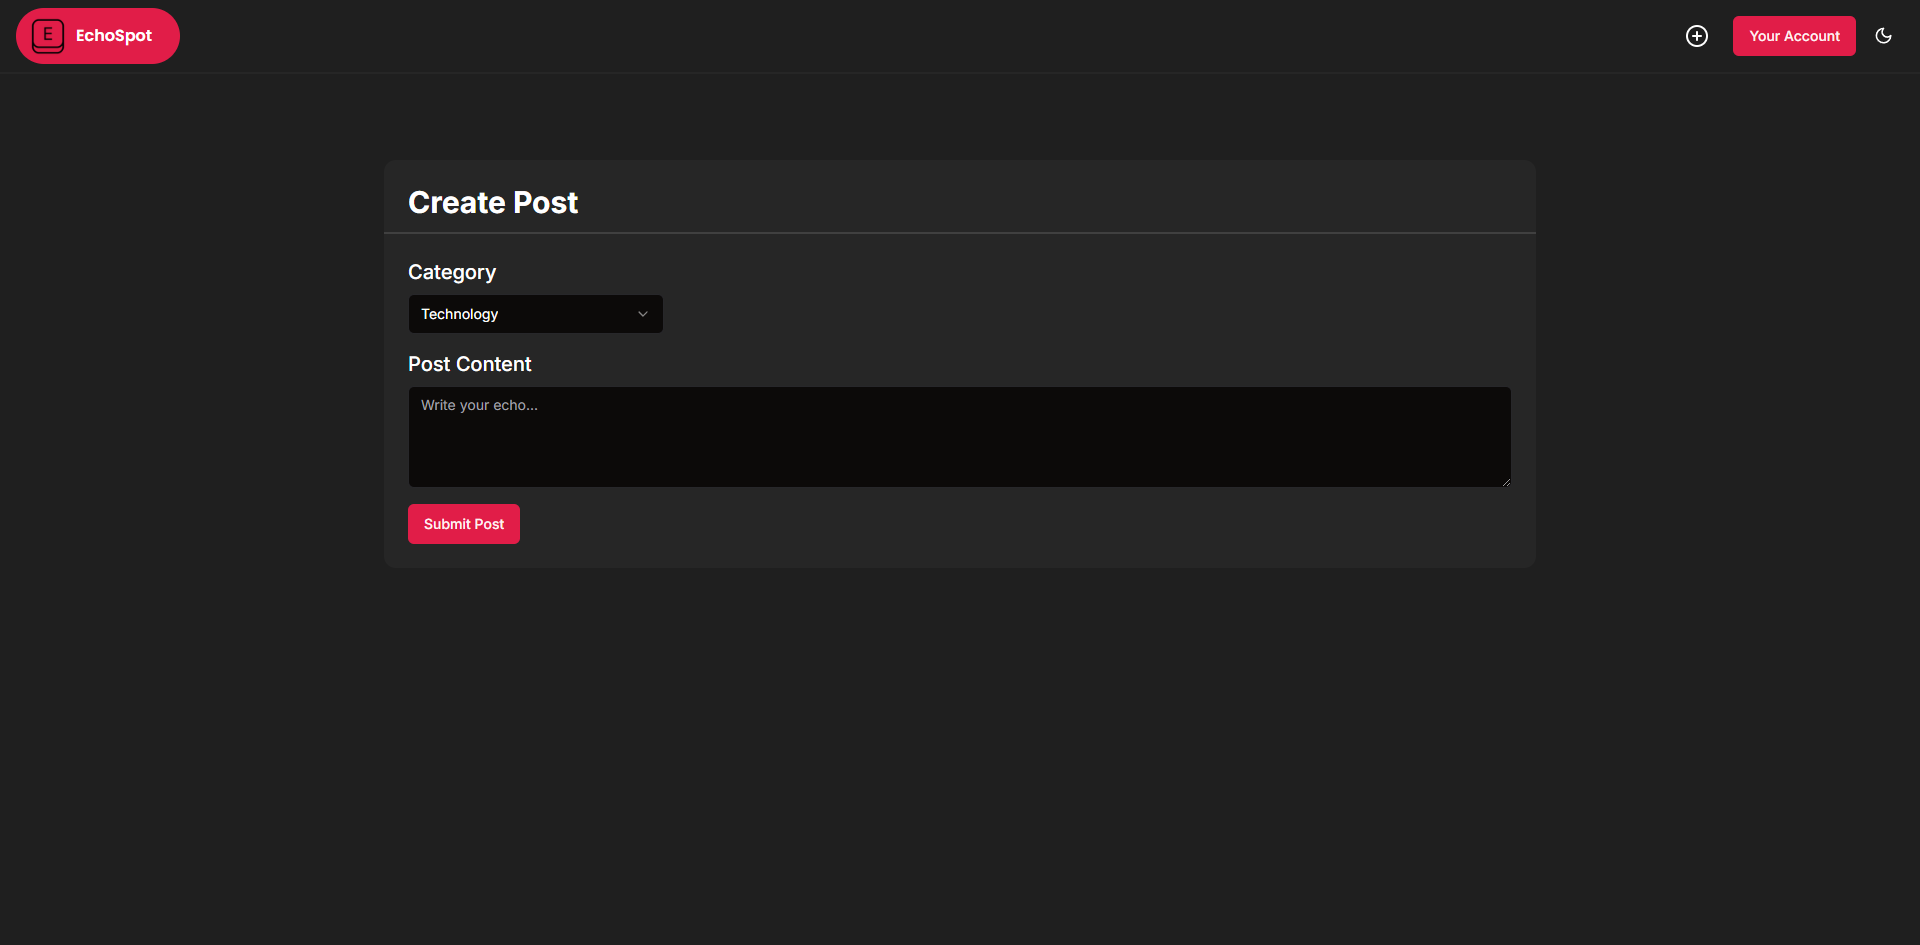 E EchoSpot
Your Account
Create Post
Category
Technology
Post Content
Write your echo...
Submit Post